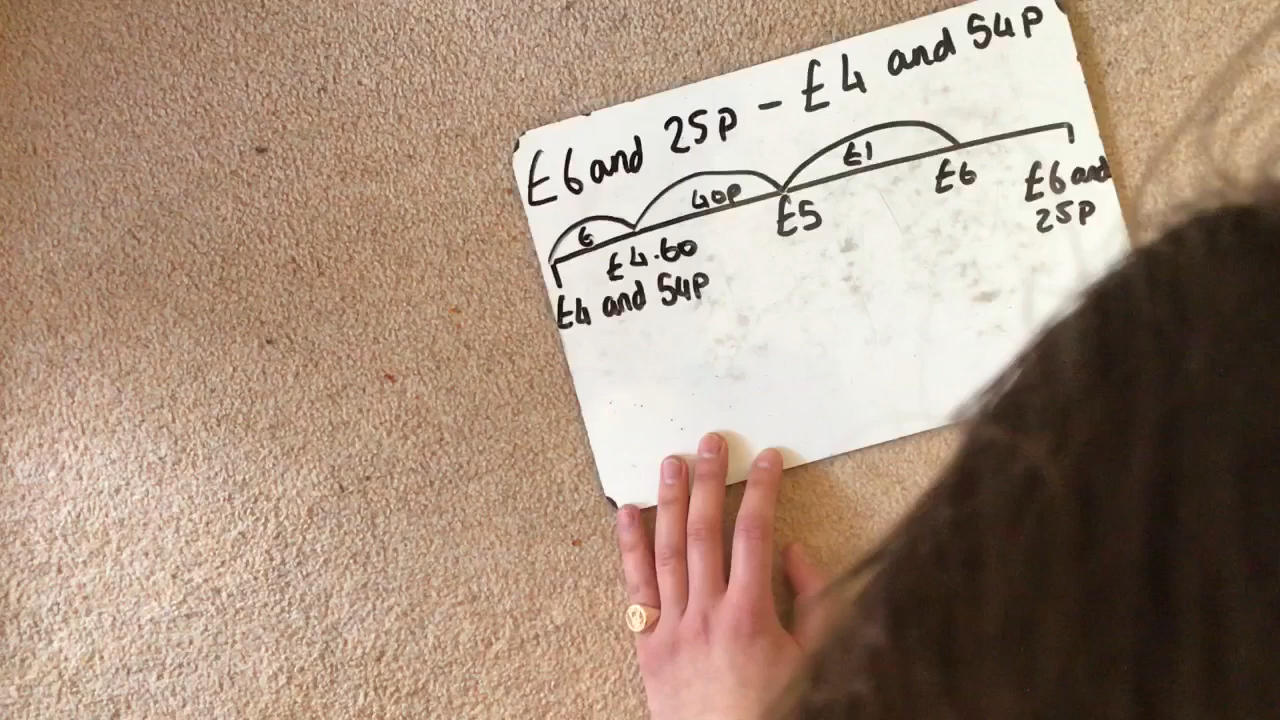 £6 and 25p - £4 and 54p
6 40p £1
£4 and 54p £4.60 £5 £6 £6 and
25p